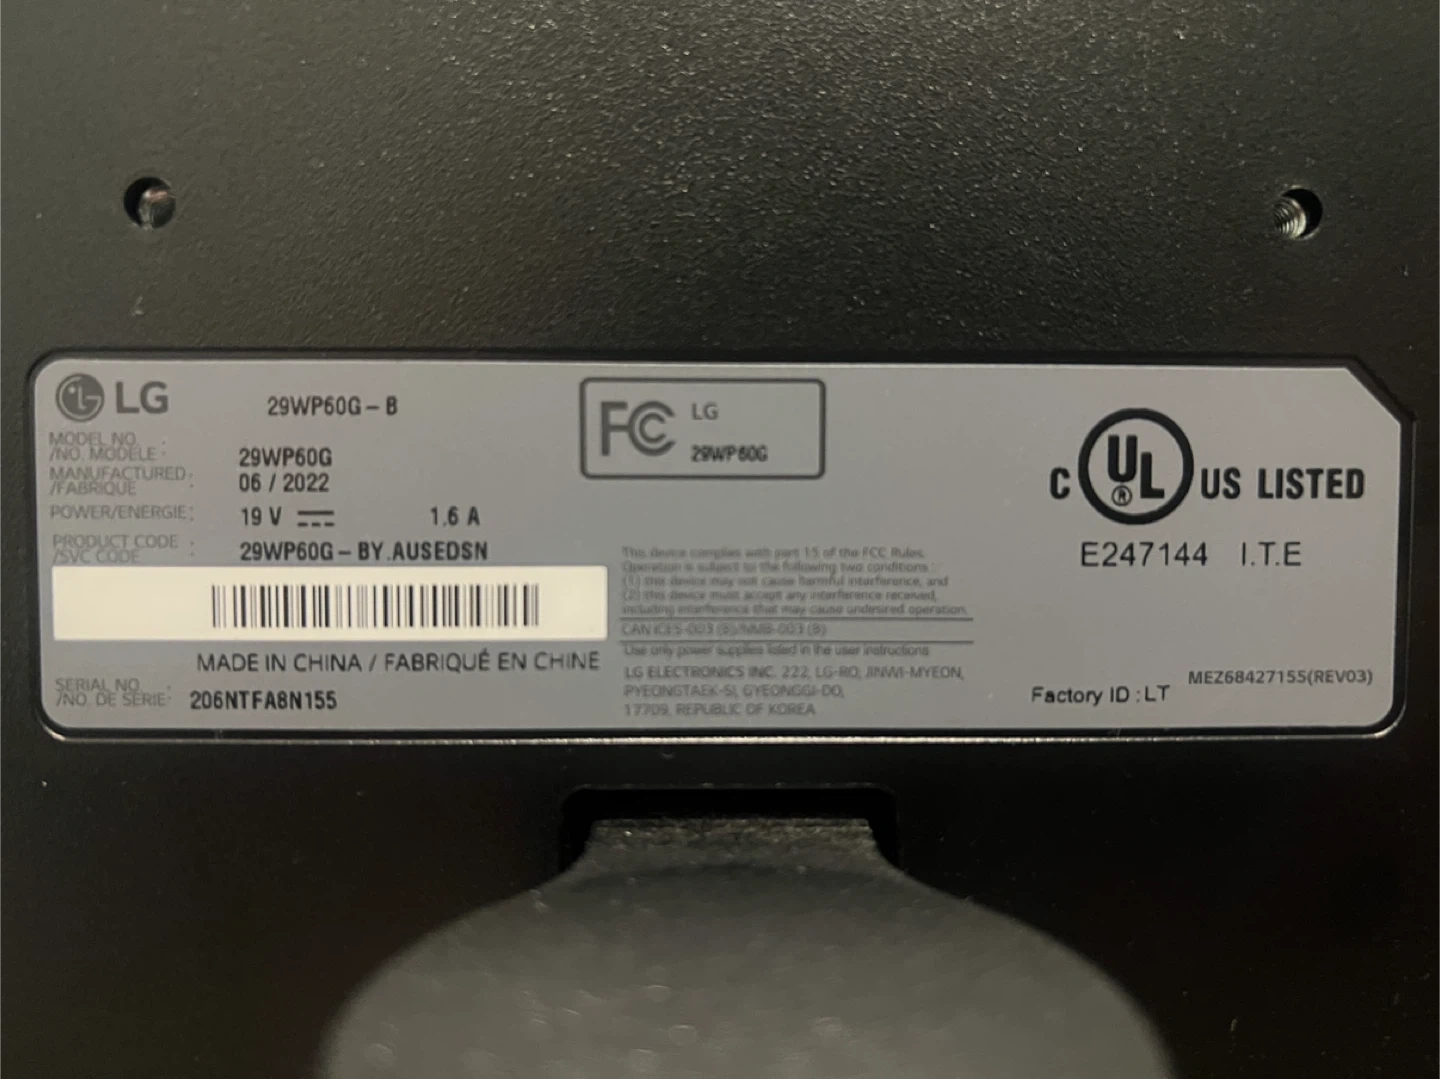 LG 29WP60G-B
MODEL NO. :
/NO. MODÈLE : 29WP60G
MANUFACTURED :
/FABRIQUÉ 06 / 2022
POWER/ÉNERGIE: 19 V 1.6 A
PRODUCT CODE :
/SVC CODE 29WP60G-BY.AUSEDSN
MADE IN CHINA / FABRIQUÉ EN CHINE
SERIAL NO. :
/NO. DE SÉRIE: 206NTFA8N155
FC LG
29WP60G
This device complies with part 15 of the FCC Rules.
Operation is subject to the following two conditions :
(1) this device may not cause harmful interference, and
(2) this device must accept any interference received,
including interference that may cause undesired operation.
CAN ICES-003 (B)/NMB-003 (B)
Use only power supplies listed in the user instructions
LG ELECTRONICS INC. 222, LG-RO, JINWI-MYEON,
PYEONGTAEK-SI, GYEONGGI-DO,
17709, REPUBLIC OF KOREA
C UL ® US LISTED
E247144 I.T.E
MEZ68427155(REV03)
Factory ID : LT